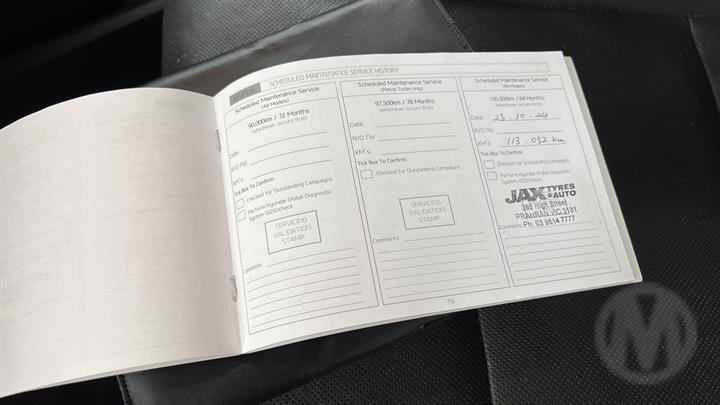 HYUNDAI SCHEDULED MAINTENANCE SERVICE HISTORY
Scheduled Maintenance Service
(All Models)
90,000km / 72 Months
(whichever occurs first)
Date:
R/O No:
KM's:
Tick Box To Confirm:
Checked for Outstanding Campaigns
Perform Hyundai Global Diagnostic
System (GDS) check
SERVICING
VALIDATION
STAMP
Comments:
Scheduled Maintenance Service
(Petrol Turbo only)
97,500km / 78 Months
(whichever occurs first)
Date:
R/O No:
KM's:
Tick Box To Confirm:
Checked for Outstanding Campaigns
SERVICING
VALIDATION
STAMP
Comments:
Scheduled Maintenance Service
(All Models)
105,000km / 84 Months
(whichever occurs first)
Date: 23-10-24
R/O No:
KM's: 113.052 km
Tick Box To Confirm:
Checked for Outstanding Campaigns
Perform Hyundai Global Diagnostic
System (GDS) check
JAX TYRES & AUTO
368 High Street
PRAHRAN VIC 3181
Ph: 03 9514 7777
Comments:
19
M